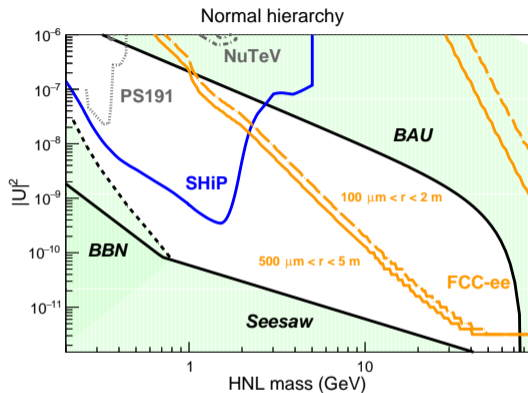 Normal hierarchy
|U|²
10⁻⁶
10⁻⁷
10⁻⁸
10⁻⁹
10⁻¹⁰
10⁻¹¹
NuTeV
PS191
BAU
SHiP
100 μm < r < 2 m
BBN
500 μm < r < 5 m
FCC-ee
Seesaw
1
10
HNL mass (GeV)